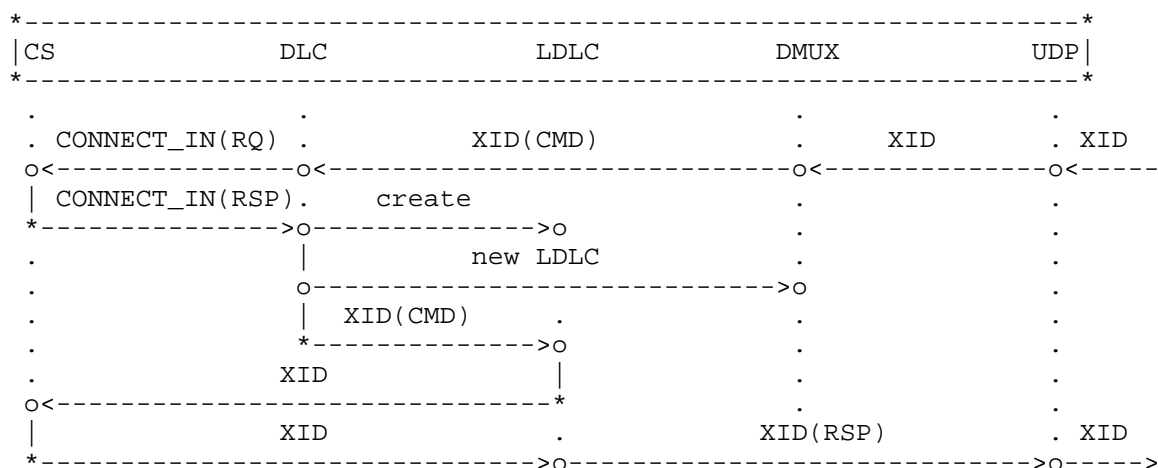 *------------------------------------------------------------------*
|CS                DLC             LDLC           DMUX            UDP|
*------------------------------------------------------------------*
. . . .
. CONNECT_IN(RQ) . XID(CMD) . XID . XID
o<----------------o<------------------------------o<--------------o<-----
| CONNECT_IN(RSP). create . .
*--------------->o-------------->o . .
. | new LDLC . .
. o----------------------------->o .
. | XID(CMD) . . .
. *-------------->o . .
. XID | . .
o<-------------------------------* . .
| XID . XID(RSP) . XID
*-------------------------------->o----------------------------->o----->